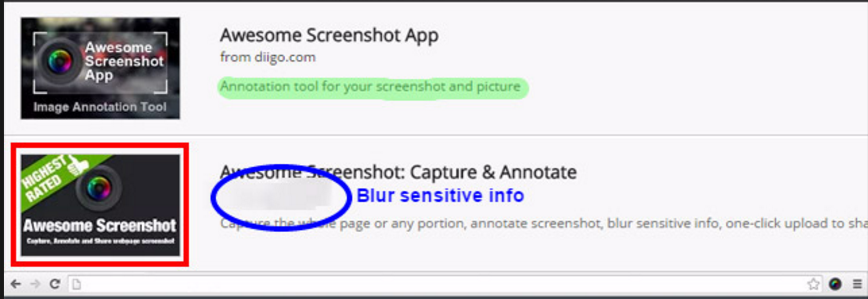 Awesome
Screenshot
App
Image Annotation Tool
Awesome Screenshot App
from diigo.com
Annotation tool for your screenshot and picture
HIGHEST
RATED
Awesome Screenshot
Capture, Annotate and Share webpage screenshot
Awesome Screenshot: Capture & Annotate
Blur sensitive info
Capture the whole page or any portion, annotate screenshot, blur sensitive info, one-click upload to sha